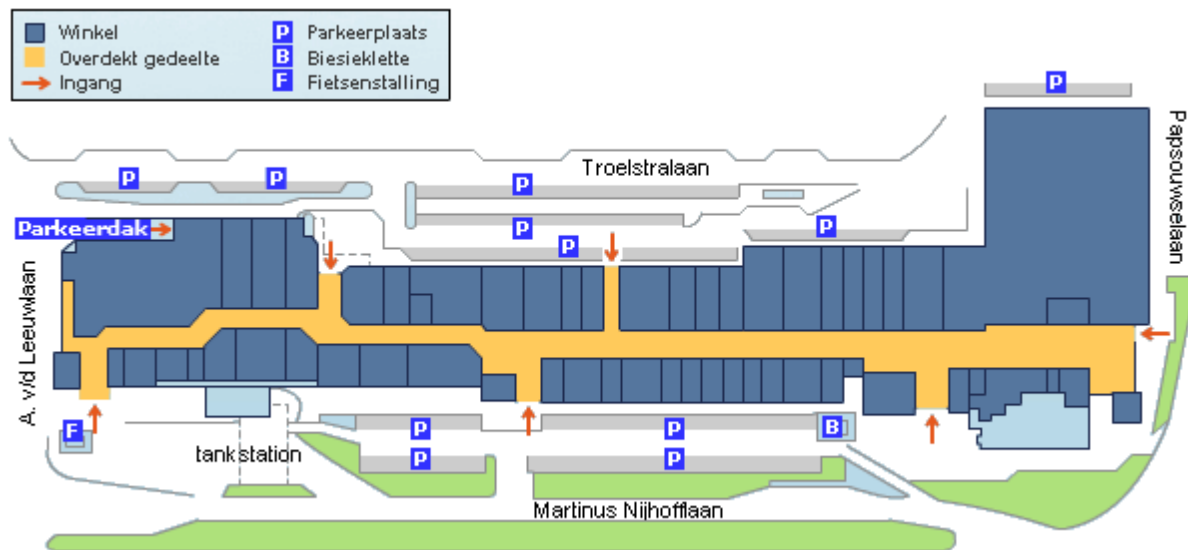 Winkel
Overdekt gedeelte
Ingang
P Parkeerplaats
B Biesieklette
F Fietsenstalling
P
Papsouwselaan
Troelstralaan
P
P
P
P
P
P
Parkeerdak
A. v/d Leeuwlaan
F
tankstation
P
P
B
P
P
Martinus Nijhofflaan